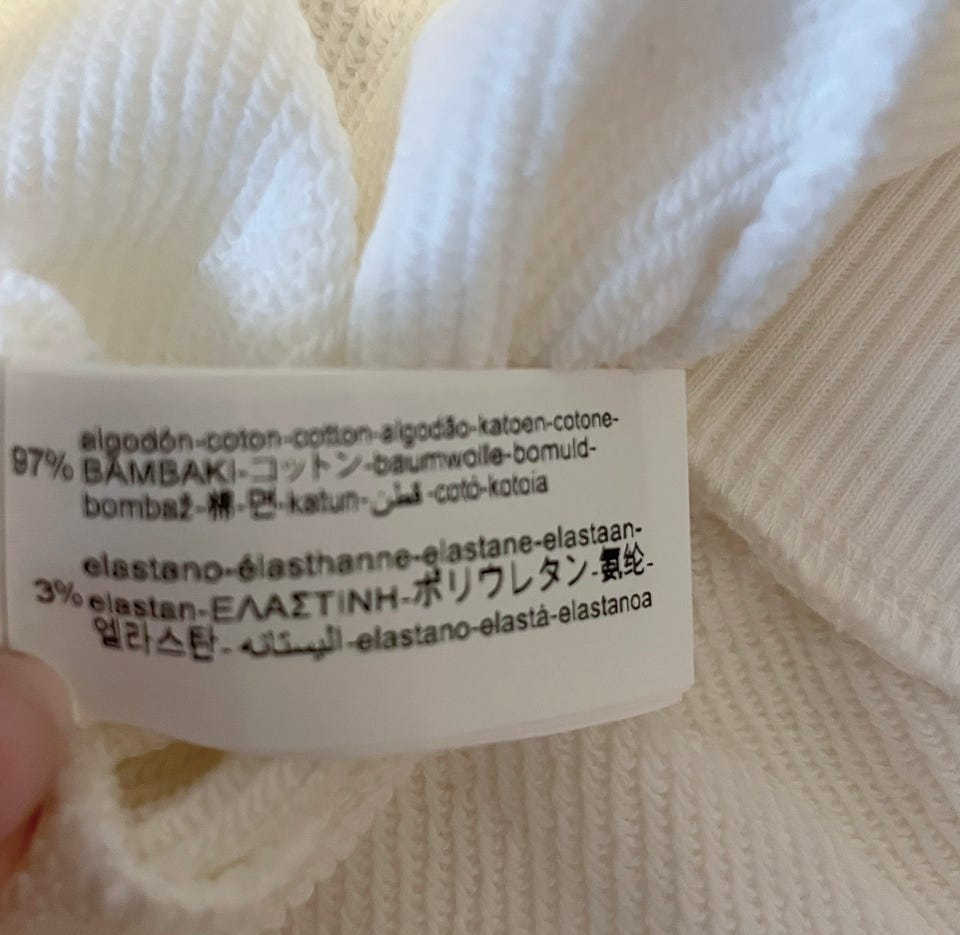 algodón-coton-cotton-algodão-katoen-cotone-
97% BAMBAKI-コットン-baumwolle-bomuld-
bombaž-棉-면-katun-قطن-cotó-kotoia
elastano-élasthanne-elastane-elastaan-
3% elastan-ΕΛΑΣΤΙΝΗ-ポリウレタン-氨纶-
엘라스탄-اليستانه-elastano-elastà-elastanoa